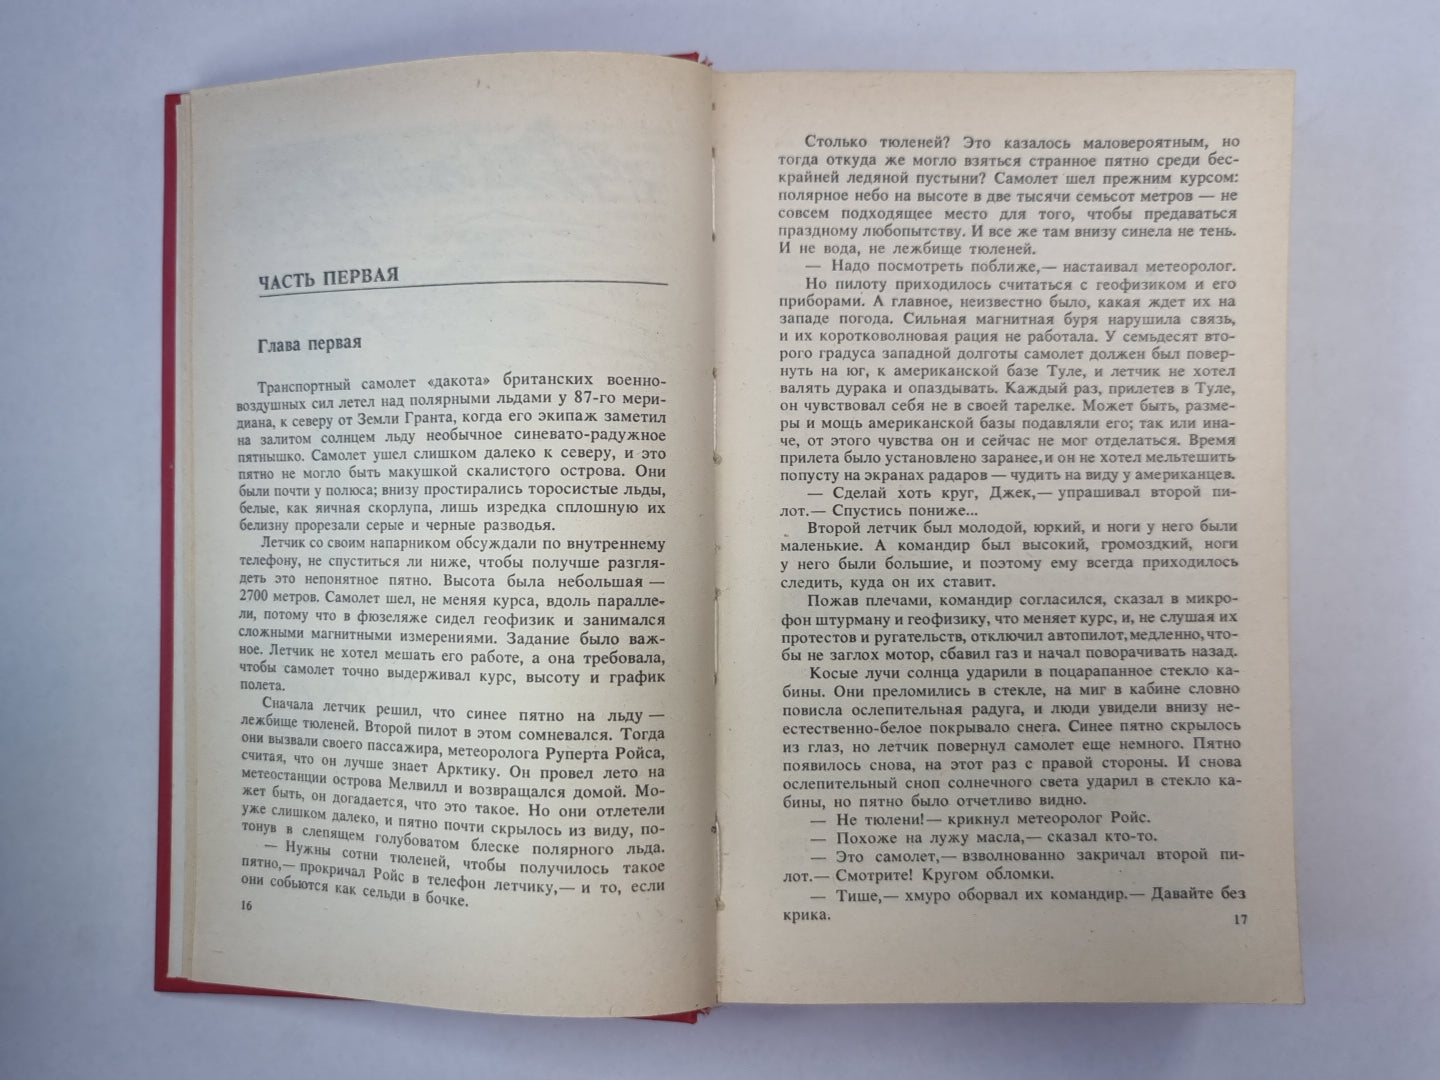 ЧАСТЬ ПЕРВАЯ
Глава первая
Транспортный самолет «дакота» британских военно-
воздушных сил летел над полярными льдами у 87-го мери-
диана, к северу от Земли Гранта, когда его экипаж заметил
на залитом солнцем льду необычное синевато-радужное
пятнышко. Самолет ушел слишком далеко к северу, и это
пятно не могло быть макушкой скалистого острова. Они
были почти у полюса; внизу простирались торосистые льды,
белые, как яичная скорлупа, лишь изредка сплошную их
белизну прорезали серые и черные разводья.
Летчик со своим напарником обсуждали по внутреннему
телефону, не спуститься ли ниже, чтобы получше разгля-
деть это непонятное пятно. Высота была небольшая —
2700 метров. Самолет шел, не меняя курса, вдоль паралле-
ли, потому что в фюзеляже сидел геофизик и занимался
сложными магнитными измерениями. Задание было важ-
ное. Летчик не хотел мешать его работе, а она требовала,
чтобы самолет точно выдерживал курс, высоту и график
полета.
Сначала летчик решил, что синее пятно на льду —
лежбище тюленей. Второй пилот в этом сомневался. Тогда
они вызвали своего пассажира, метеоролога Руперта Ройса,
считая, что он лучше знает Арктику. Он провел лето на
метеостанции острова Мелвилл и возвращался домой. Мо-
жет быть, он догадается, что это такое. Но они отлетели
уже слишком далеко, и пятно почти скрылось из виду, по-
тонув в слепящем голубоватом блеске полярного льда.
— Нужны сотни тюленей, чтобы получилось такое
пятно,— прокричал Ройс в телефон летчику,— и то, если
они собьются как сельди в бочке.
16
Столько тюленей? Это казалось маловероятным, но
тогда откуда же могло взяться странное пятно среди бес-
крайней ледяной пустыни? Самолет шел прежним курсом:
полярное небо на высоте в две тысячи семьсот метров — не
совсем подходящее место для того, чтобы предаваться
праздному любопытству. И все же там внизу синела не тень.
И не вода, не лежбище тюленей.
— Надо посмотреть поближе,— настаивал метеоролог.
Но пилоту приходилось считаться с геофизиком и его
приборами. А главное, неизвестно было, какая ждет их на
западе погода. Сильная магнитная буря нарушила связь,
и их коротковолновая рация не работала. У семьдесят вто-
рого градуса западной долготы самолет должен был повер-
нуть на юг, к американской базе Туле, и летчик не хотел
валять дурака и опаздывать. Каждый раз, прилетев в Туле,
он чувствовал себя не в своей тарелке. Может быть, разме-
ры и мощь американской базы подавляли его; так или ина-
че, от этого чувства он и сейчас не мог отделаться. Время
прилета было установлено заранее, и он не хотел мельтешить
попусту на экранах радаров — чудить на виду у американцев.
— Сделай хоть круг, Джек,— упрашивал второй пи-
лот.— Спустись пониже...
Второй летчик был молодой, юркий, и ноги у него были
маленькие. А командир был высокий, громоздкий, ноги
у него были большие, и поэтому ему всегда приходилось
следить, куда он их ставит.
Пожав плечами, командир согласился, сказал в микро-
фон штурману и геофизику, что меняет курс, и, не слушая их
протестов и ругательств, отключил автопилот, медленно, что-
бы не заглох мотор, сбавил газ и начал поворачивать назад.
Косые лучи солнца ударили в поцарапанное стекло ка-
бины. Они преломились в стекле, на миг в кабине словно
повисла ослепительная радуга, и люди увидели внизу не-
естественно-белое покрывало снега. Синее пятно скрылось
из глаз, но летчик повернул самолет еще немного. Пятно
появилось снова, на этот раз с правой стороны. И снова
ослепительный сноп солнечного света ударил в стекло ка-
бины, но пятно было отчетливо видно.
— Не тюлени!— крикнул метеоролог Ройс.
— Похоже на лужу масла,— сказал кто-то.
— Это самолет,— взволнованно закричал второй пи-
лот.— Смотрите! Кругом обломки.
— Тише,— хмуро оборвал их командир.— Давайте без
крика.
17